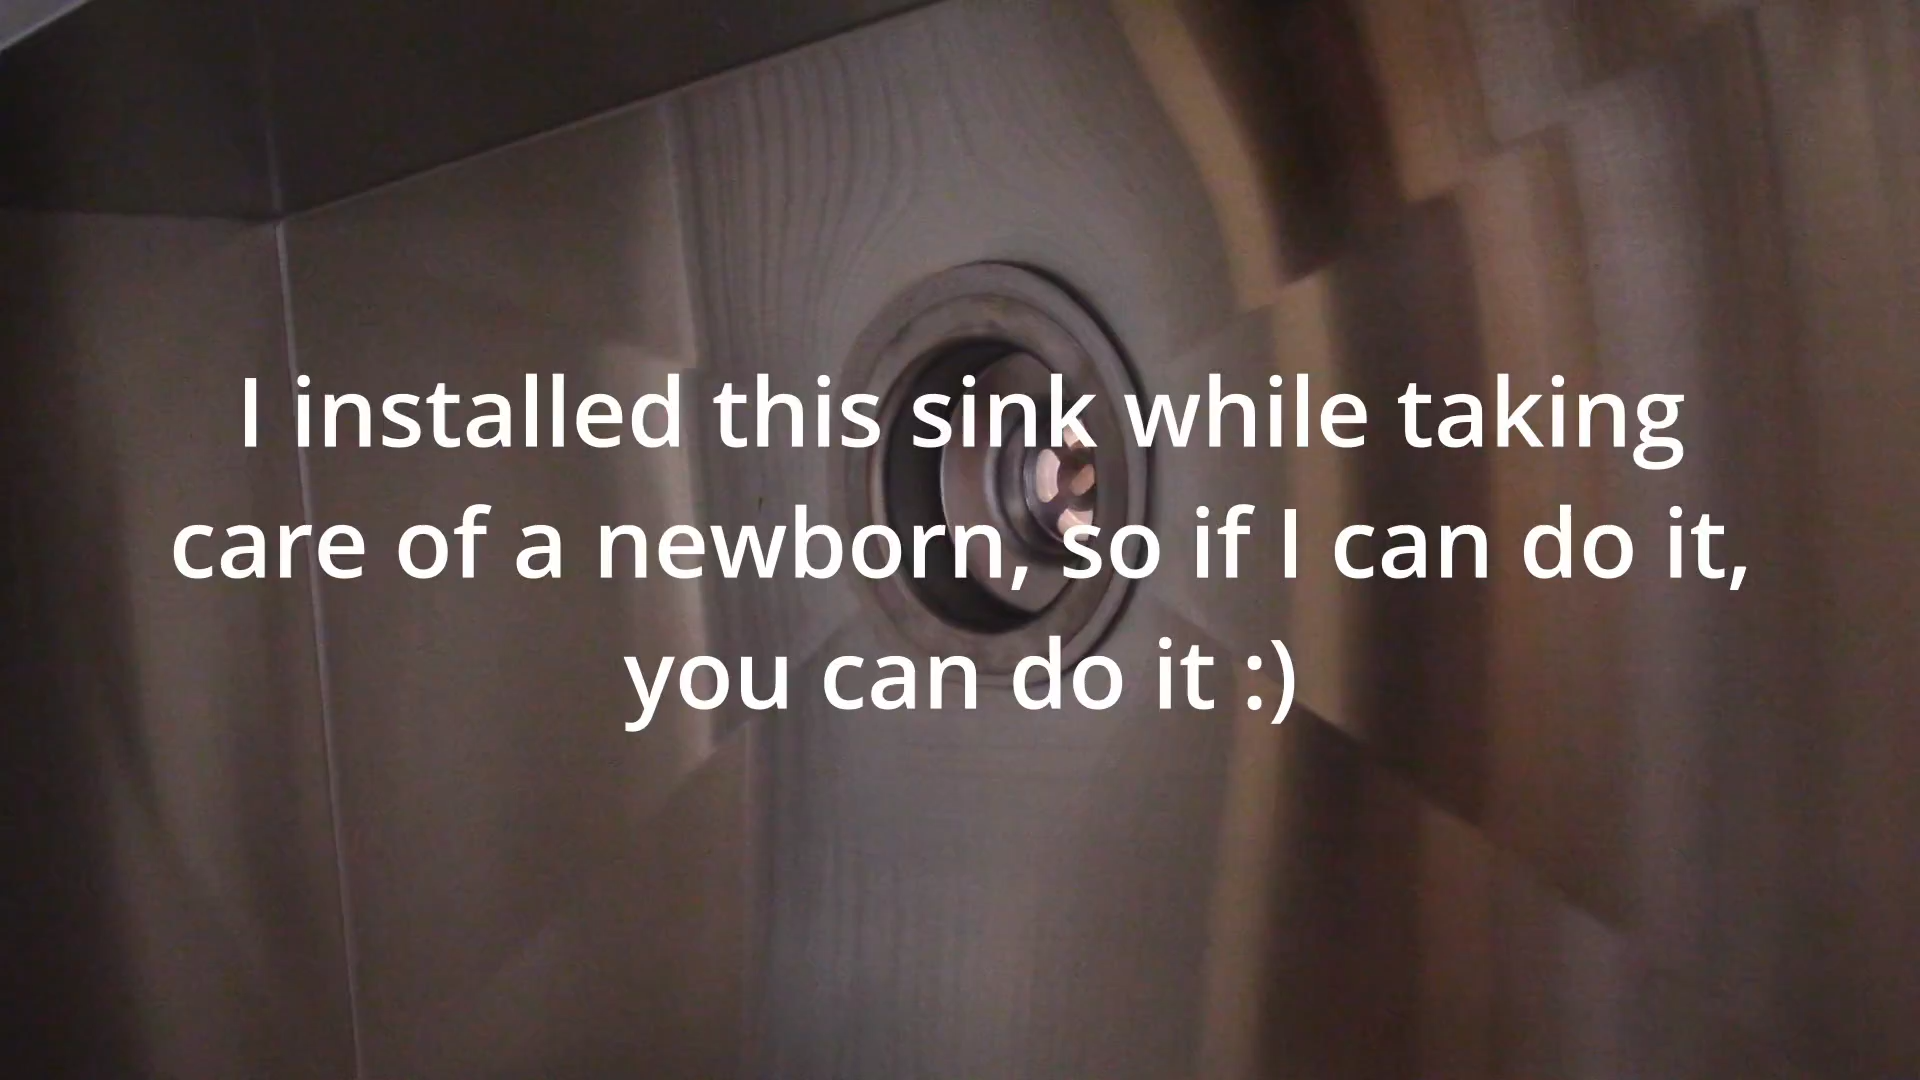 I installed this sink while taking
care of a newborn, so if I can do it,
you can do it :)